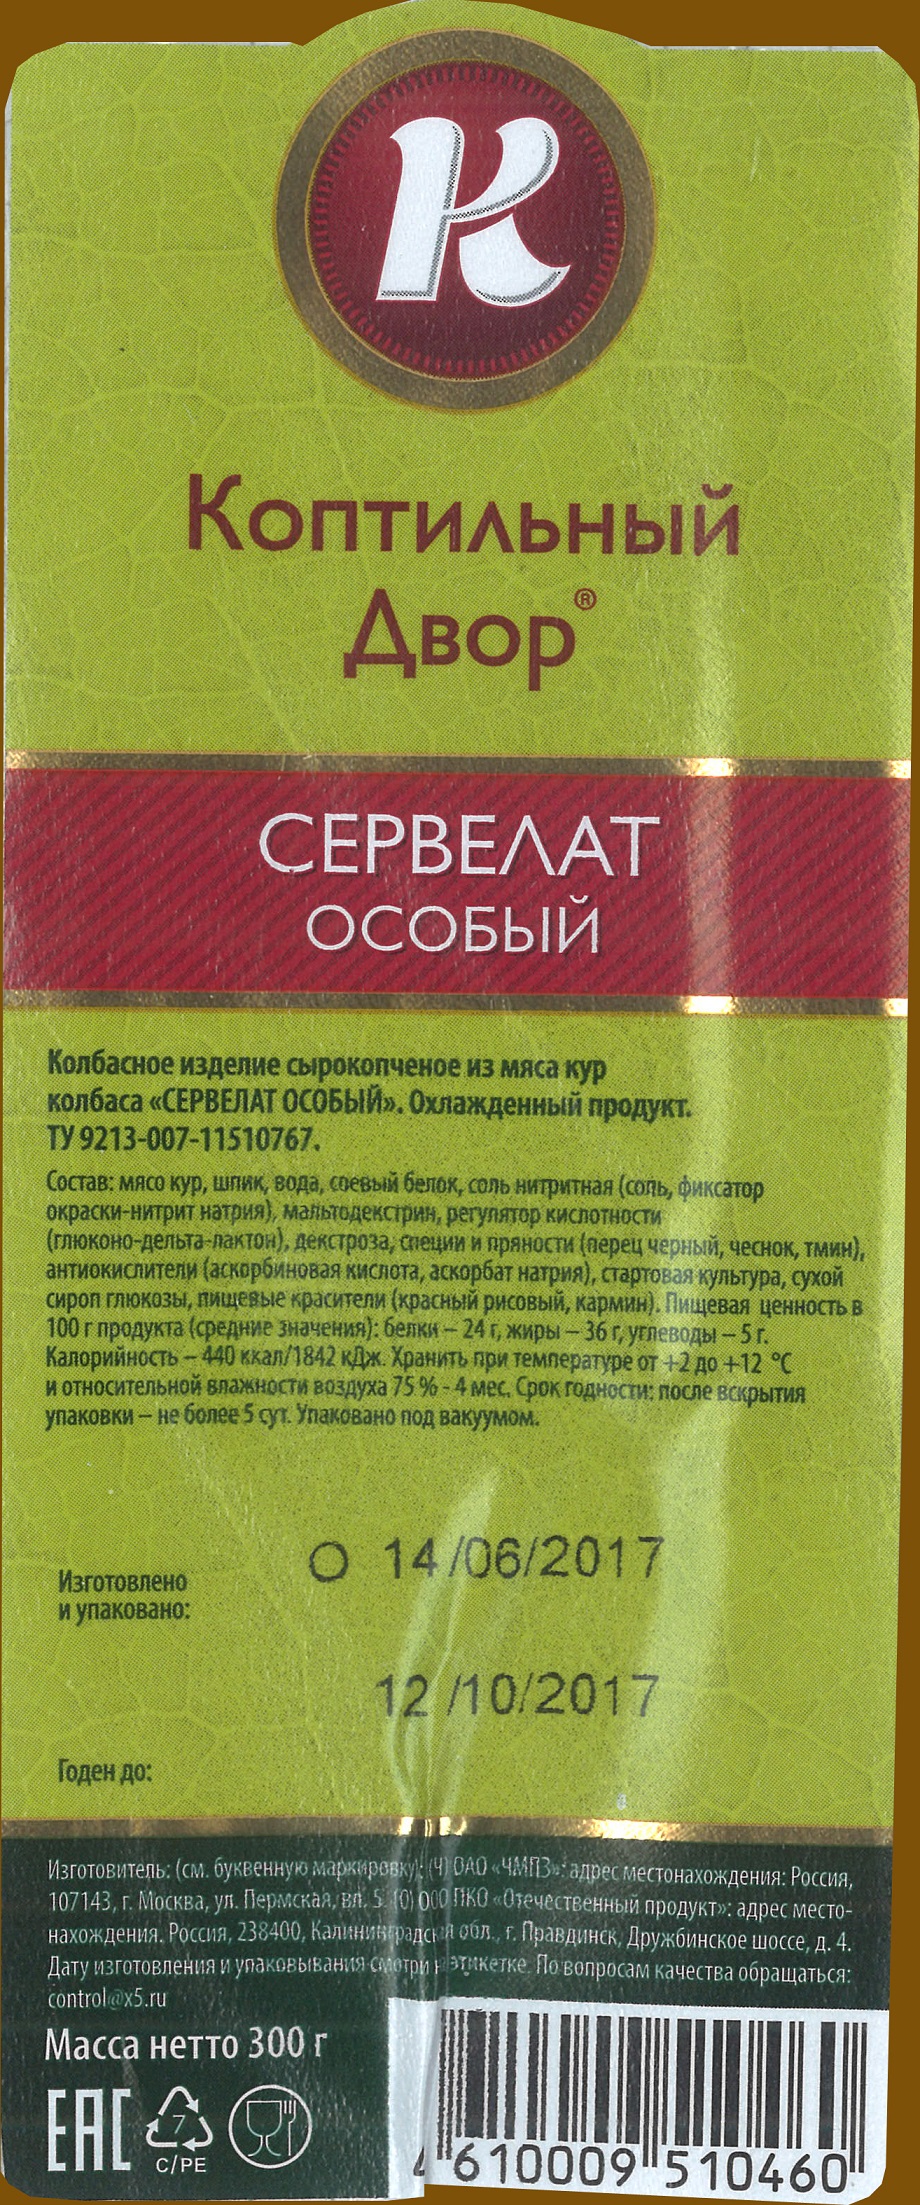 К
Коптильный
Двор®
СЕРВЕЛАТ
ОСОБЫЙ
Колбасное изделие сырокопченое из мяса кур
колбаса «СЕРВЕЛАТ ОСОБЫЙ». Охлажденный продукт.
ТУ 9213-007-11510767.
Состав: мясо кур, шпик, вода, соевый белок, соль нитритная (соль, фиксатор
окраски-нитрит натрия), мальтодекстрин, регулятор кислотности
(глюконо-дельта-лактон), декстроза, специи и пряности (перец черный, чеснок, тмин),
антиокислители (аскорбиновая кислота, аскорбат натрия), стартовая культура, сухой
сироп глюкозы, пищевые красители (красный рисовый, кармин). Пищевая ценность в
100 г продукта (средние значения): белки – 24 г, жиры – 36 г, углеводы – 5 г.
Калорийность – 440 ккал/1842 кДж. Хранить при температуре от +2 до +12 °С
и относительной влажности воздуха 75 % - 4 мес. Срок годности: после вскрытия
упаковки – не более 5 сут. Упаковано под вакуумом.
О 14/06/2017
Изготовлено
и упаковано:
12/10/2017
Годен до:
Изготовитель: (см. буквенную маркировку): (Ч) ОАО «ЧМПЗ»: адрес местонахождения: Россия,
107143, г. Москва, ул. Пермская, вл. 5. (О) ООО ПКО «Отечественный продукт»: адрес место-
нахождения. Россия, 238400, Калининградская обл., г. Правдинск, Дружбинское шоссе, д. 4.
Дату изготовления и упаковывания смотри на этикетке. По вопросам качества обращаться:
control@x5.ru
Масса нетто 300 г
EAC
7
C/PE
4 610009 510460